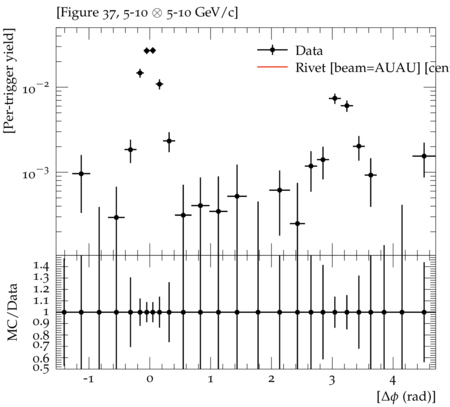 [Figure 37, 5-10 ⊗ 5-10 GeV/c]
[Per-trigger yield]
Data
Rivet [beam=AUAU] [cen
10⁻²
10⁻³
MC/Data
1.4
1.3
1.2
1.1
1
0.9
0.8
0.7
0.6
0.5
-1 0 1 2 3 4
[Δϕ (rad)]